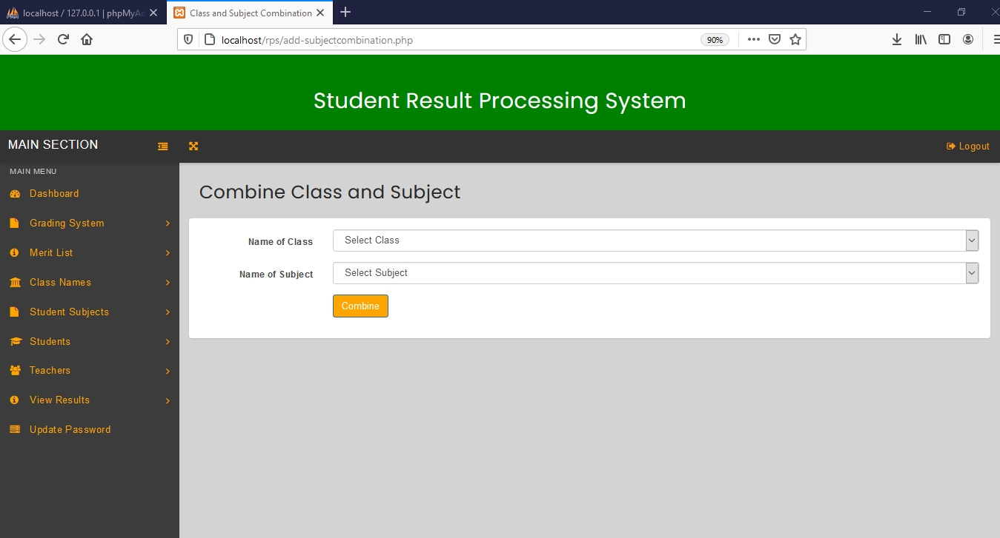 localhost / 127.0.0.1 | phpMyAd
Class and Subject Combination
localhost/rps/add-subjectcombination.php
90%
Student Result Processing System
MAIN SECTION
Logout
MAIN MENU
Dashboard
Grading System
Merit List
Class Names
Student Subjects
Students
Teachers
View Results
Update Password
Combine Class and Subject
Name of Class Select Class
Name of Subject Select Subject
Combine